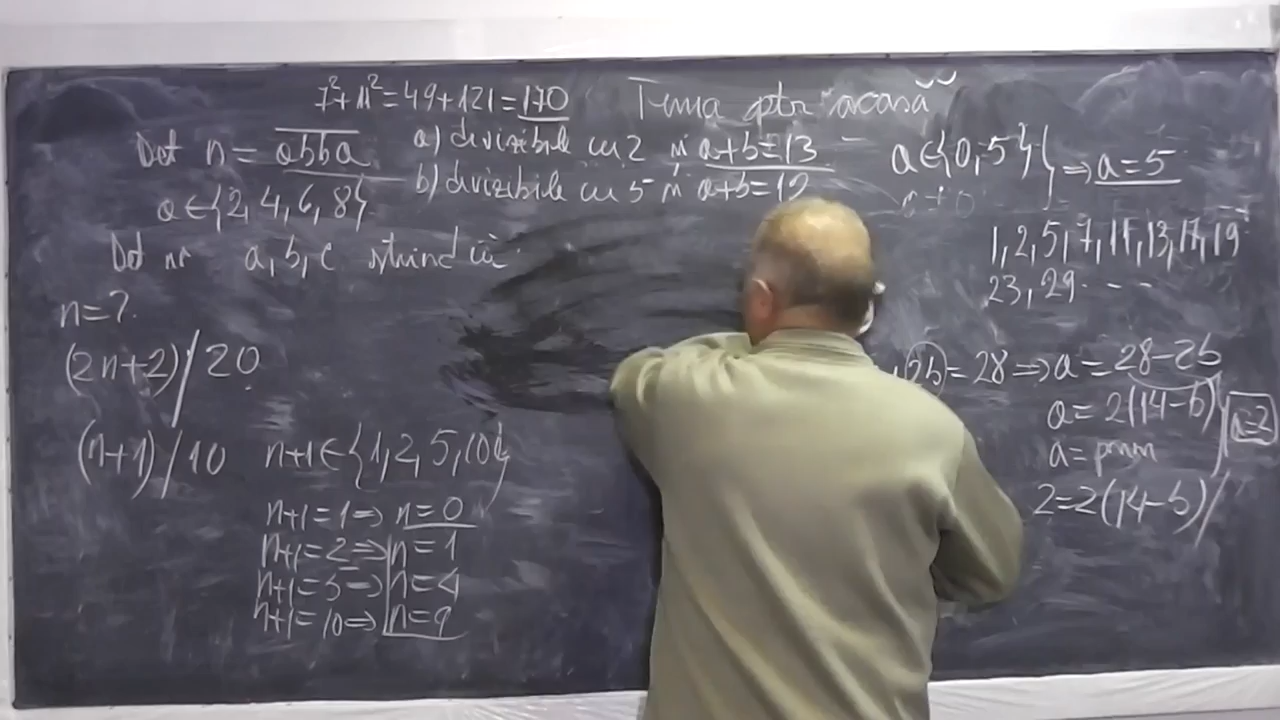 7²+11²=49+121=170
Tema ptr acasă
Det n= abba
a) divizibile cu 2 și a+b=13
b) divizibile cu 5 și a+b=12
a∈{2,4,6,8}
a∈{0,5} ⇒ a=5
a≠0
Det nr a, b, c știind că
1,2,5,7,11,13,17,19
23,29 - - -
n=?
(2n+2)/20
(n+1)/10
n+1∈{1,2,5,10}
n+1=1⇒ n=0
n+1=2⇒ n=1
n+1=5⇒ n=4
n+1=10⇒ n=9
2b=28⇒a=28-2b
a=2(14-b)
a=prim
a=2
2=2(14-b)/